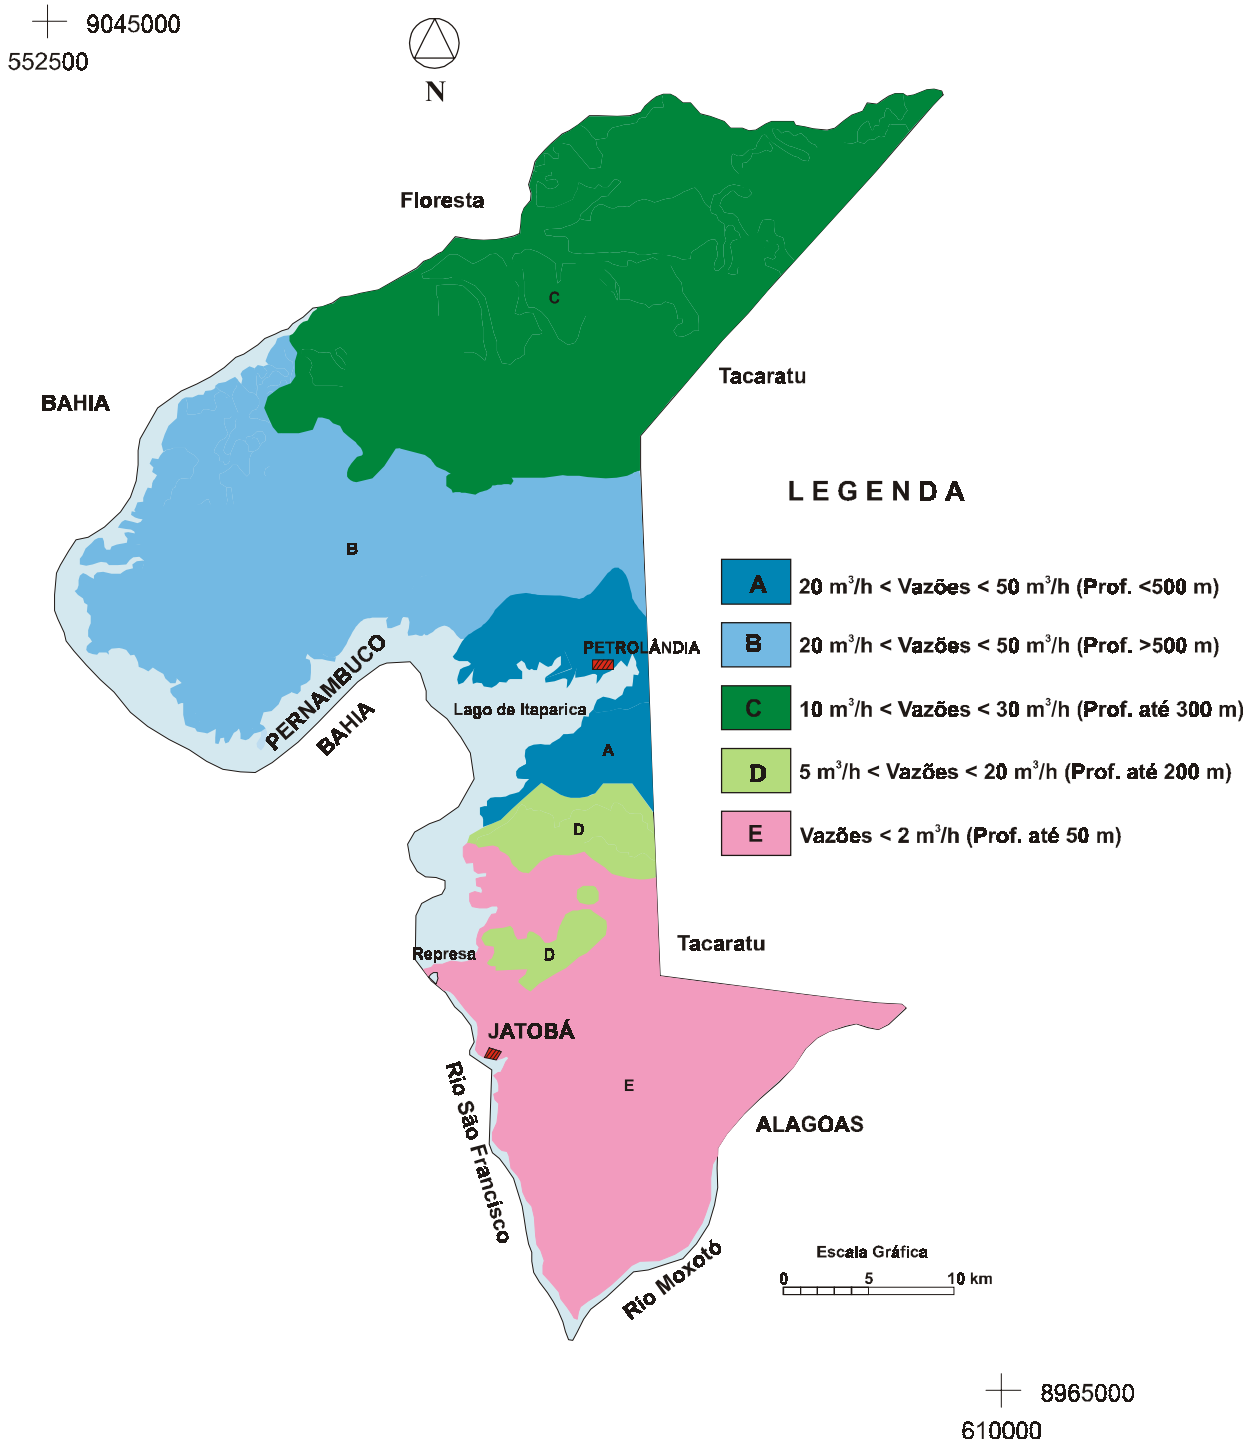 9045000
552500
N
Floresta
C
Tacaratu
BAHIA
LEGENDA
B
A 20 m³/h < Vazões < 50 m³/h (Prof. <500 m)
B 20 m³/h < Vazões < 50 m³/h (Prof. >500 m)
C 10 m³/h < Vazões < 30 m³/h (Prof. até 300 m)
D 5 m³/h < Vazões < 20 m³/h (Prof. até 200 m)
E Vazões < 2 m³/h (Prof. até 50 m)
PETROLÂNDIA
PERNAMBUCO
BAHIA
Lago de Itaparica
A
D
Tacaratu
Represa
D
JATOBÁ
E
Rio São Francisco
ALAGOAS
Rio Moxotó
Escala Gráfica
0 5 10 km
8965000
610000